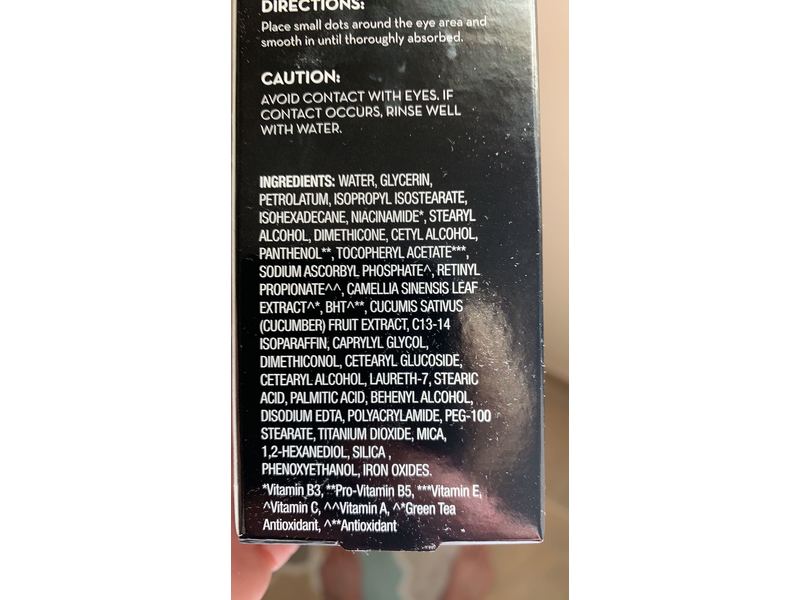 DIRECTIONS:
Place small dots around the eye area and
smooth in until thoroughly absorbed.
CAUTION:
AVOID CONTACT WITH EYES. IF
CONTACT OCCURS, RINSE WELL
WITH WATER.
INGREDIENTS: WATER, GLYCERIN,
PETROLATUM, ISOPROPYL ISOSTEARATE,
ISOHEXADECANE, NIACINAMIDE*, STEARYL
ALCOHOL, DIMETHICONE, CETYL ALCOHOL,
PANTHENOL**, TOCOPHERYL ACETATE***,
SODIUM ASCORBYL PHOSPHATE^, RETINYL
PROPIONATE^^, CAMELLIA SINENSIS LEAF
EXTRACT^*, BHT^**, CUCUMIS SATIVUS
(CUCUMBER) FRUIT EXTRACT, C13-14
ISOPARAFFIN, CAPRYLYL GLYCOL,
DIMETHICONOL, CETEARYL GLUCOSIDE,
CETEARYL ALCOHOL, LAURETH-7, STEARIC
ACID, PALMITIC ACID, BEHENYL ALCOHOL,
DISODIUM EDTA, POLYACRYLAMIDE, PEG-100
STEARATE, TITANIUM DIOXIDE, MICA,
1,2-HEXANEDIOL, SILICA ,
PHENOXYETHANOL, IRON OXIDES.
*Vitamin B3, **Pro-Vitamin B5, ***Vitamin E,
^Vitamin C, ^^Vitamin A, ^*Green Tea
Antioxidant, ^**Antioxidant